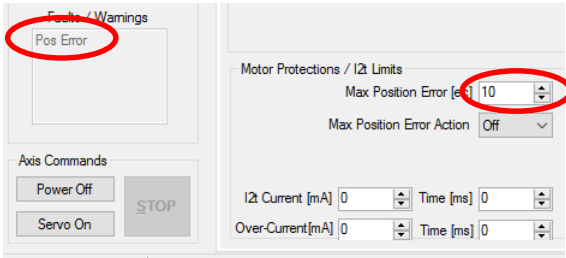 Faults / Warnings
Pos Error
Motor Protections / I2t Limits
Max Position Error [ec] 10
Max Position Error Action Off
Axis Commands
Power Off
STOP
Servo On
I2t Current [mA] 0 Time [ms] 0
Over-Current[mA] 0 Time [ms] 0